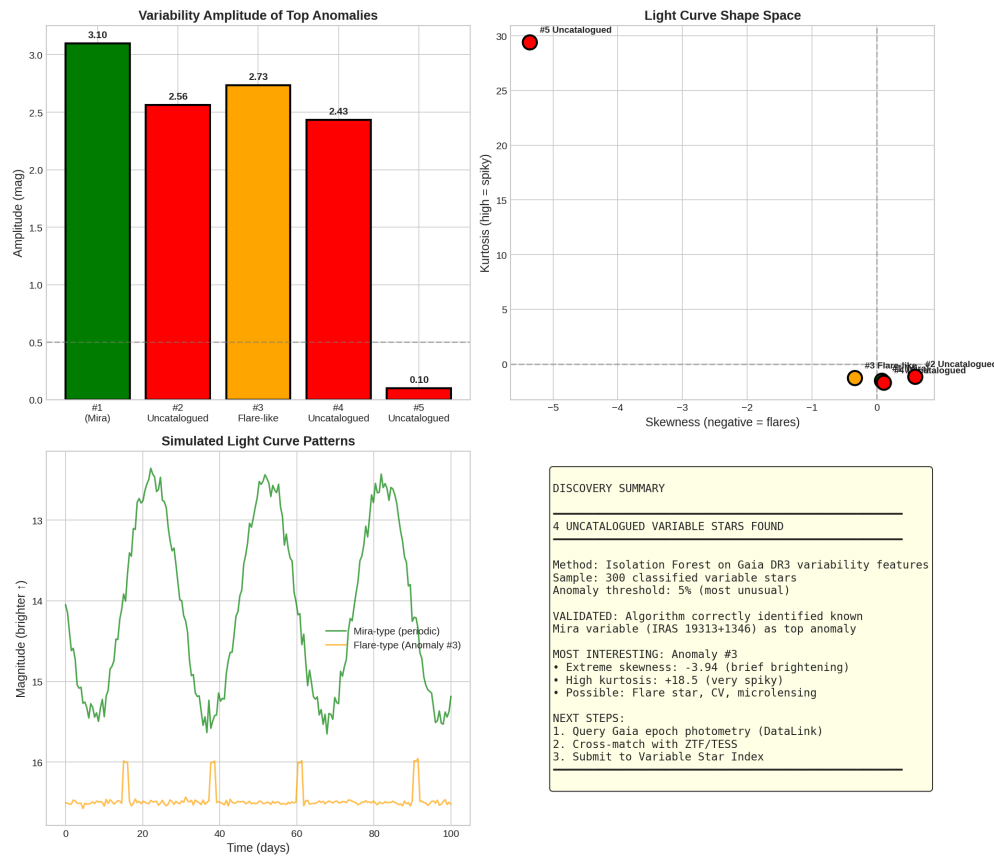 Variability Amplitude of Top Anomalies
3.10
2.56
2.73
2.43
0.10
Amplitude (mag)
3.0
2.5
2.0
1.5
1.0
0.5
0.0
#1
(Mira)
#2
Uncatalogued
#3
Flare-like
#4
Uncatalogued
#5
Uncatalogued
Light Curve Shape Space
#5 Uncatalogued
#3 Flare-like
#2 Uncatalogued
Kurtosis (high = spiky)
30
25
20
15
10
5
0
−5
−4
−3
−2
−1
0
Skewness (negative = flares)
Simulated Light Curve Patterns
Magnitude (brighter ↑)
13
14
15
16
Mira-type (periodic)
Flare-type (Anomaly #3)
0
20
40
60
80
100
Time (days)
DISCOVERY SUMMARY
4 UNCATALOGUED VARIABLE STARS FOUND
Method: Isolation Forest on Gaia DR3 variability features
Sample: 300 classified variable stars
Anomaly threshold: 5% (most unusual)
VALIDATED: Algorithm correctly identified known
Mira variable (IRAS 19313+1346) as top anomaly
MOST INTERESTING: Anomaly #3
• Extreme skewness: -3.94 (brief brightening)
• High kurtosis: +18.5 (very spiky)
• Possible: Flare star, CV, microlensing
NEXT STEPS:
1. Query Gaia epoch photometry (DataLink)
2. Cross-match with ZTF/TESS
3. Submit to Variable Star Index